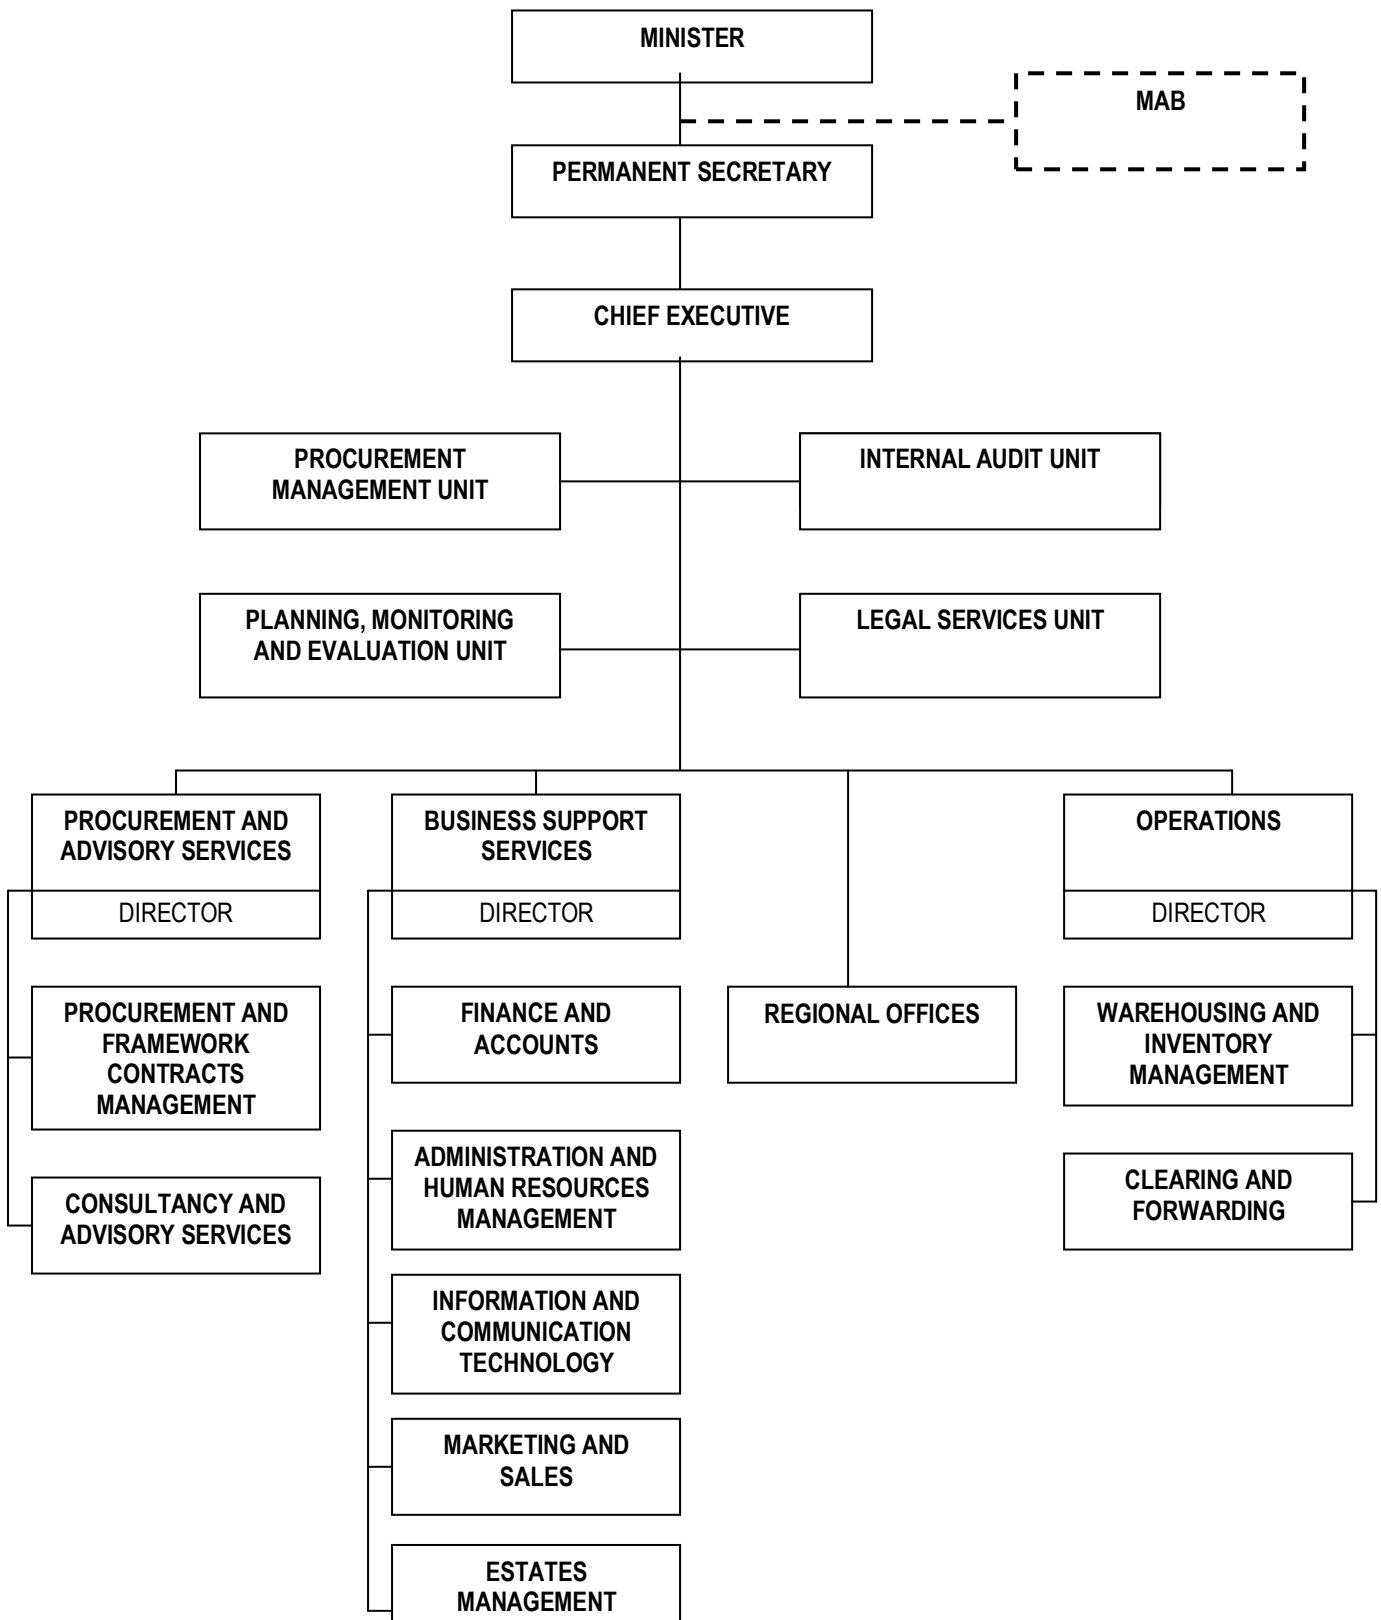 MINISTER
MAB
PERMANENT SECRETARY
CHIEF EXECUTIVE
PROCUREMENT
MANAGEMENT UNIT
INTERNAL AUDIT UNIT
PLANNING, MONITORING
AND EVALUATION UNIT
LEGAL SERVICES UNIT
PROCUREMENT AND
ADVISORY SERVICES
DIRECTOR
BUSINESS SUPPORT
SERVICES
DIRECTOR
OPERATIONS
DIRECTOR
PROCUREMENT AND
FRAMEWORK
CONTRACTS
MANAGEMENT
FINANCE AND
ACCOUNTS
REGIONAL OFFICES
WAREHOUSING AND
INVENTORY
MANAGEMENT
CONSULTANCY AND
ADVISORY SERVICES
ADMINISTRATION AND
HUMAN RESOURCES
MANAGEMENT
CLEARING AND
FORWARDING
INFORMATION AND
COMMUNICATION
TECHNOLOGY
MARKETING AND
SALES
ESTATES
MANAGEMENT